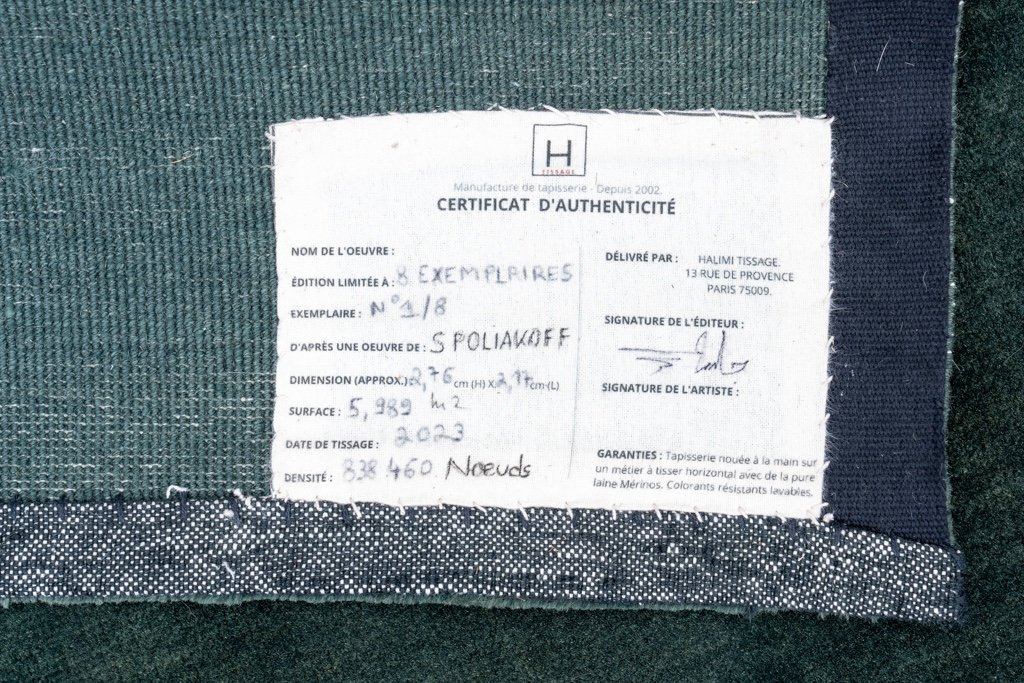 H
TISSAGE
Manufacture de tapisserie - Depuis 2002.
CERTIFICAT D'AUTHENTICITÉ
NOM DE L'OEUVRE :
ÉDITION LIMITÉE À : 8 EXEMPLAIRES
EXEMPLAIRE : N°1/8
D'APRÈS UNE OEUVRE DE : S POLIAKOFF
DIMENSION (APPROX.): 2,76 cm (H) X 2,17 cm (L)
SURFACE : 5,989 m2
DATE DE TISSAGE : 2023
DENSITÉ : 838 460 Noeuds
DÉLIVRÉ PAR : HALIMI TISSAGE.
13 RUE DE PROVENCE
PARIS 75009.
SIGNATURE DE L'ÉDITEUR :
SIGNATURE DE L'ARTISTE :
GARANTIES : Tapisserie nouée à la main sur
un métier à tisser horizontal avec de la pure
laine Mérinos. Colorants résistants lavables.